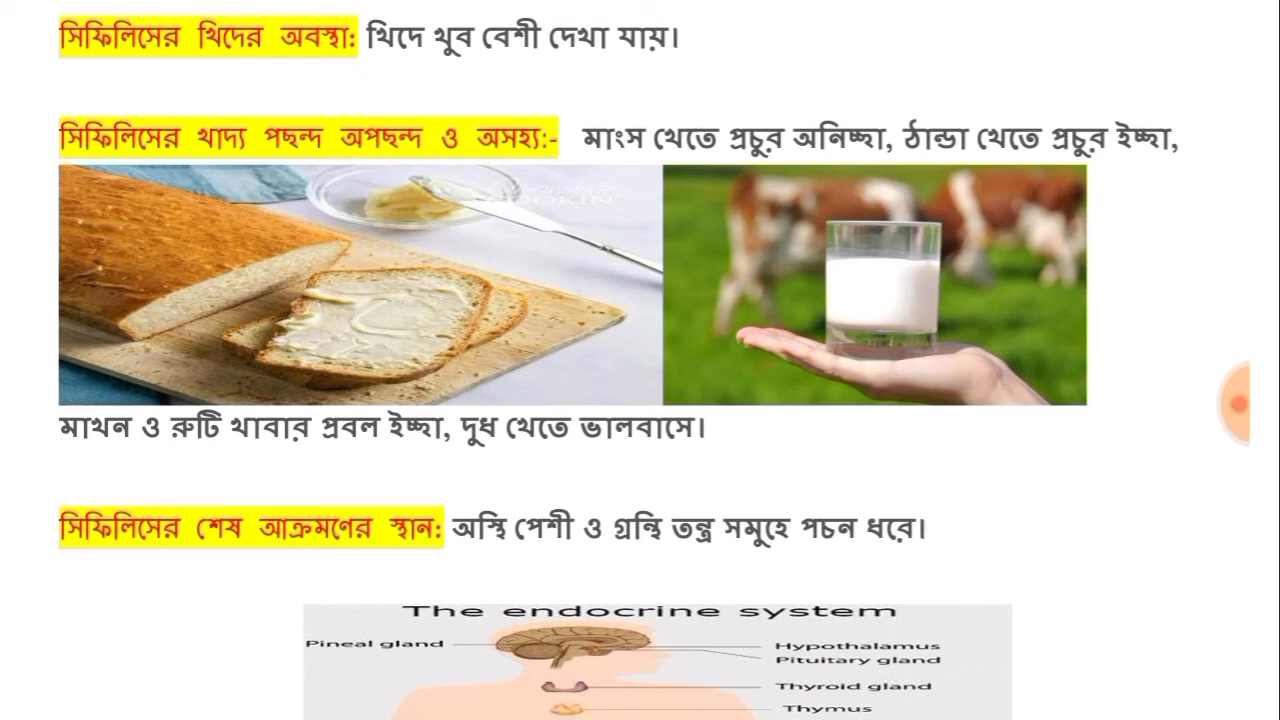 সিফিলিসের খিদের অবস্থা: খিদে খুব বেশী দেখা যায়।
সিফিলিসের খাদ্য পছন্দ অপছন্দ ও অসহ্য:- মাংস খেতে প্রচুর অনিচ্ছা, ঠান্ডা খেতে প্রচুর ইচ্ছা,
মাখন ও রুটি খাবার প্রবল ইচ্ছা, দুধ খেতে ভালবাসে।
সিফিলিসের শেষ আক্রমণের স্থান: অস্থি পেশী ও গ্রন্থি তন্ত্র সমুহে পচন ধরে।
The endocrine system
Pineal gland
Hypothalamus
Pituitary gland
Thyroid gland
Thymus